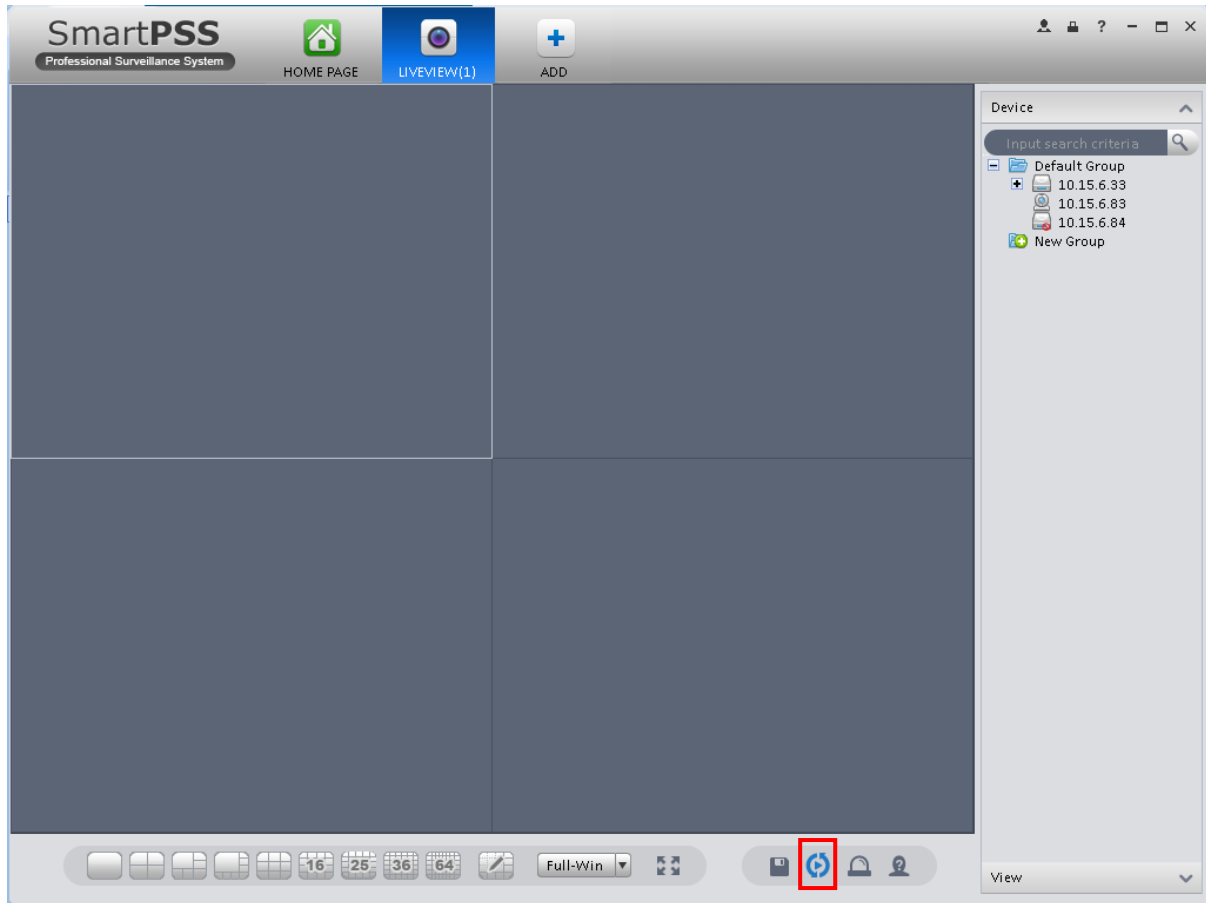 SmartPSS
Professional Surveillance System
HOME PAGE
LIVEVIEW(1)
ADD
?
Device
Input search criteria
Default Group
10.15.6.33
10.15.6.83
10.15.6.84
New Group
16
25
36
64
Full-Win
View